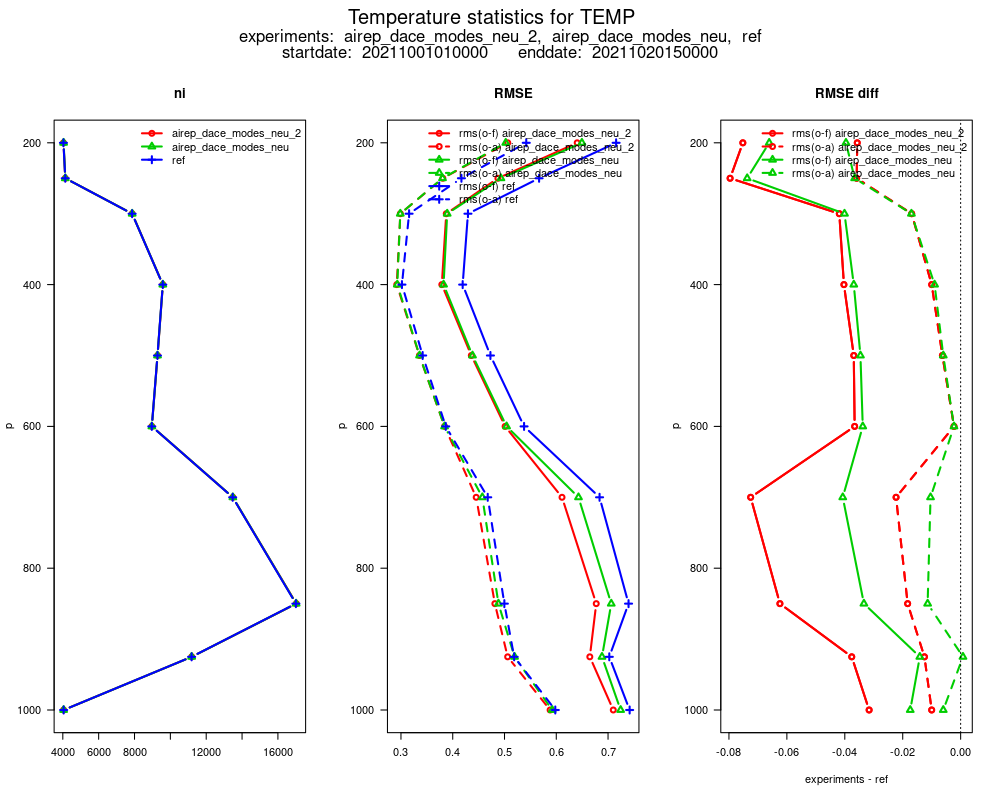 Temperature statistics for TEMP
experiments: airep_dace_modes_neu_2, airep_dace_modes_neu, ref
startdate: 20211001010000 enddate: 20211020150000
ni
airep_dace_modes_neu_2
airep_dace_modes_neu
ref
p
200
400
600
800
1000
4000 6000 8000 12000 16000
RMSE
rms(o-f) airep_dace_modes_neu_2
rms(o-a) airep_dace_modes_neu_2
rms(o-f) airep_dace_modes_neu
rms(o-a) airep_dace_modes_neu
rms(o-f) ref
rms(o-a) ref
p
200
400
600
800
1000
0.3 0.4 0.5 0.6 0.7
RMSE diff
rms(o-f) airep_dace_modes_neu_2
rms(o-a) airep_dace_modes_neu_2
rms(o-f) airep_dace_modes_neu
rms(o-a) airep_dace_modes_neu
p
200
400
600
800
1000
-0.08 -0.06 -0.04 -0.02 0.00
experiments - ref